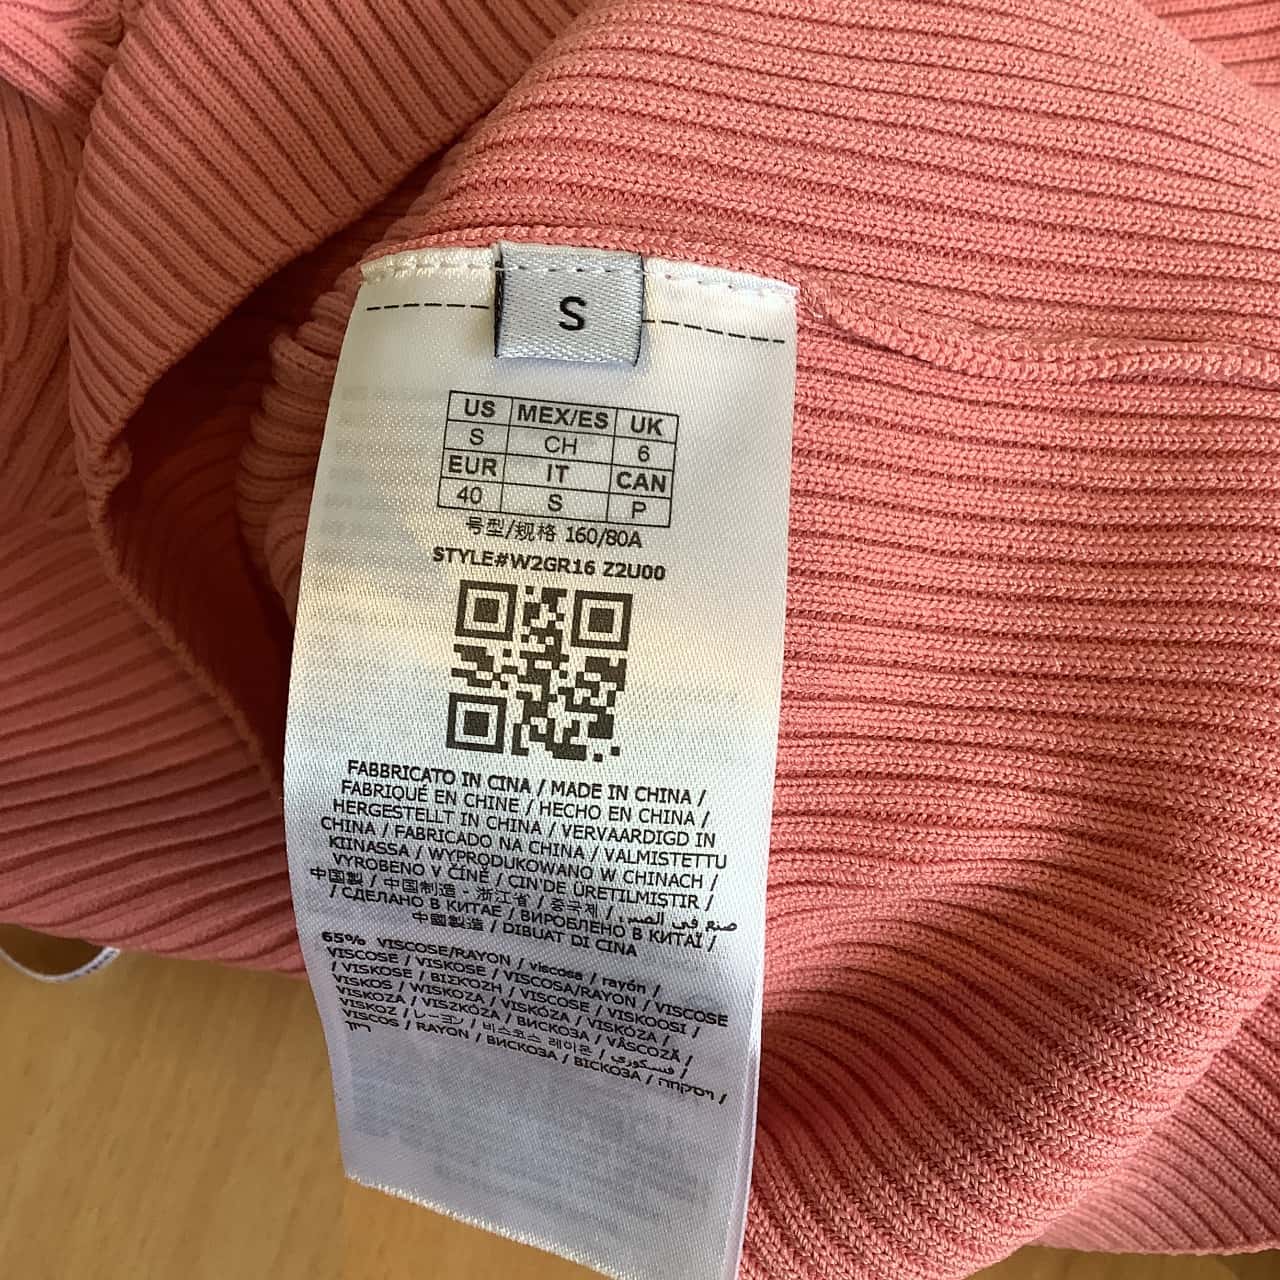 S
US MEX/ES UK
S CH 6
EUR IT CAN
40 S P
号型/规格 160/80A
STYLE#W2GR16 Z2U00
FABBRICATO IN CINA / MADE IN CHINA /
FABRIQUÉ EN CHINE / HECHO EN CHINA /
HERGESTELLT IN CHINA / VERVAARDIGD IN
CHINA / FABRICADO NA CHINA / VALMISTETTU
KIINASSA / WYPRODUKOWANO W CHINACH /
VYROBENO V ČÍNĚ / CIN'DE ÜRETILMISTIR /
中国製 / 中国制造 - 浙江省 / 중국제 / صنع في الصين /
/ СДЕЛАНО В КИТАЕ / ВИРОБЛЕНО В КИТАЇ /
中國製造 / DIBUAT DI CINA
65% VISCOSE/RAYON / viscosa / rayón /
VISCOSE / VISKOSE / VISCOSA/RAYON / VISCOSE
/ VISKOSE / ΒΙΣΚΌΖΗ / VISCOSE / VISKOOSI /
VISKOS / WISKOZA / VISKÓZA / VISKÓZA /
VISKOZA / VISZKÓZA / ВИСКОЗА / VÂSCOZĂ /
VISKOZ / レーヨン / 비스코스 레이온 / فسكوزي /
VISCOS / RAYON / ВИСКОЗА / ВІСКОЗА / ויסקוזה /